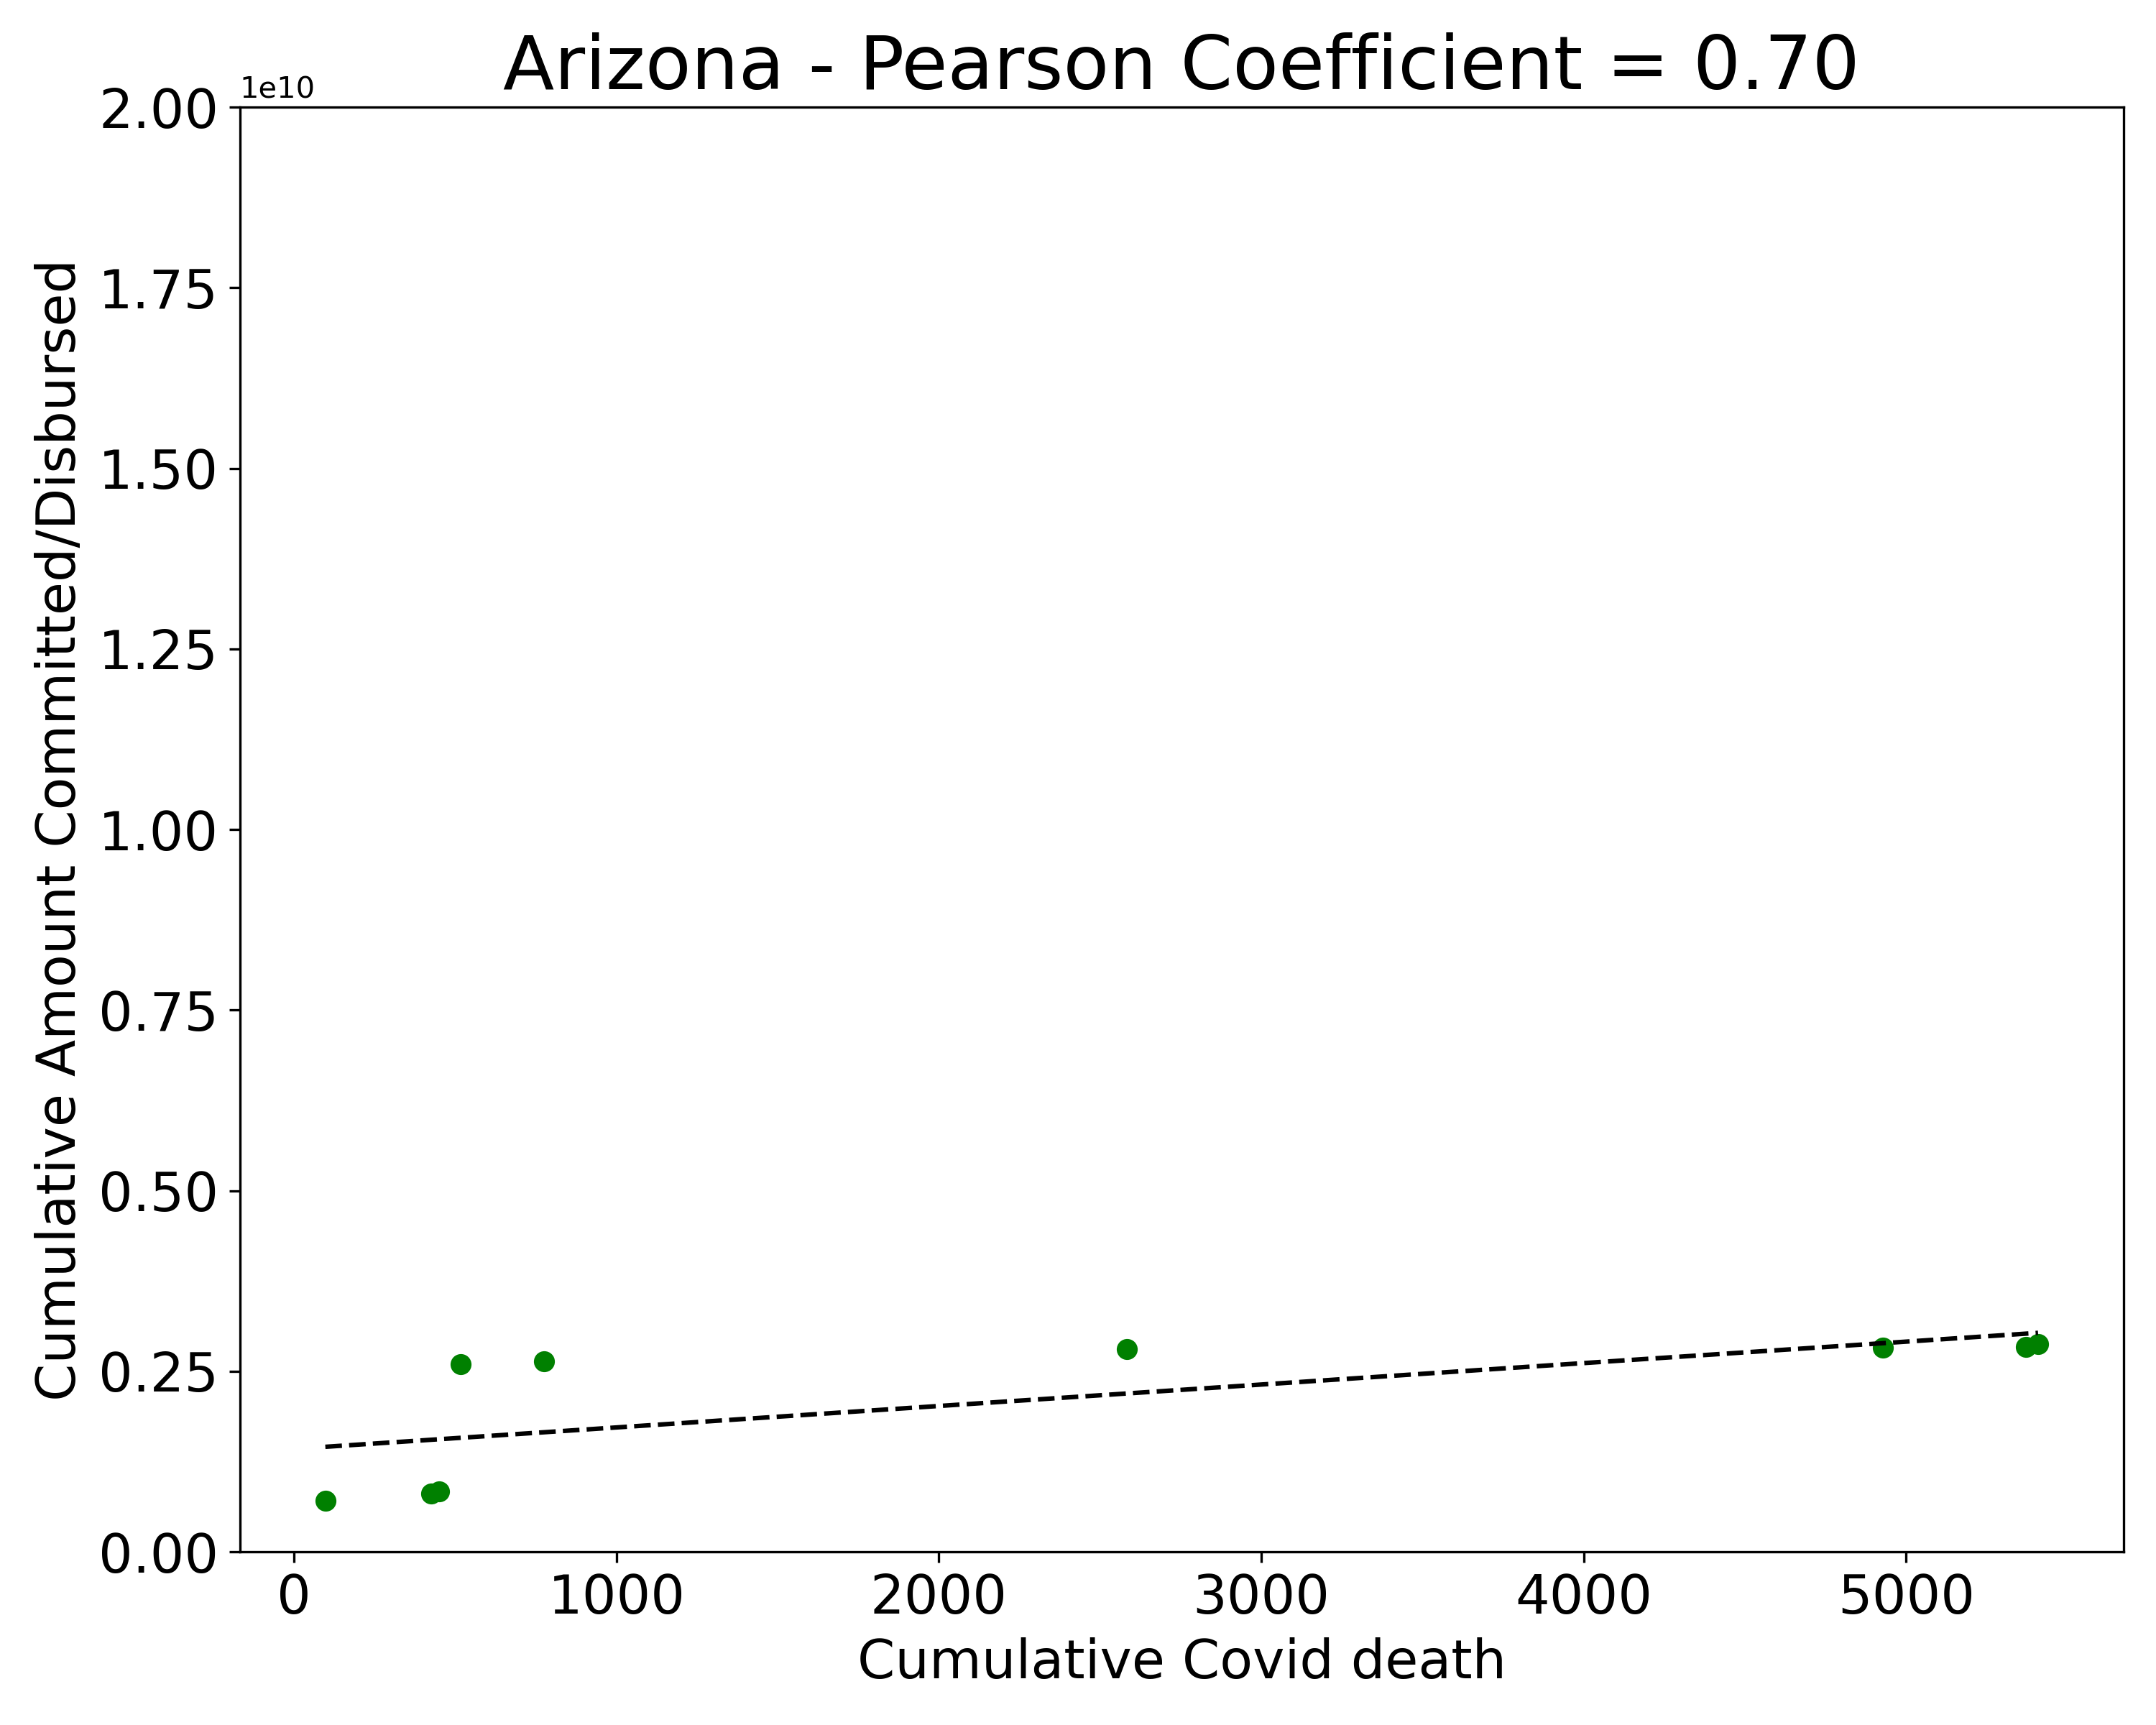 Arizona - Pearson Coefficient = 0.70
1e10
2.00
1.75
1.50
1.25
1.00
0.75
0.50
0.25
0.00
Cumulative Amount Committed/Disbursed
0 1000 2000 3000 4000 5000
Cumulative Covid death